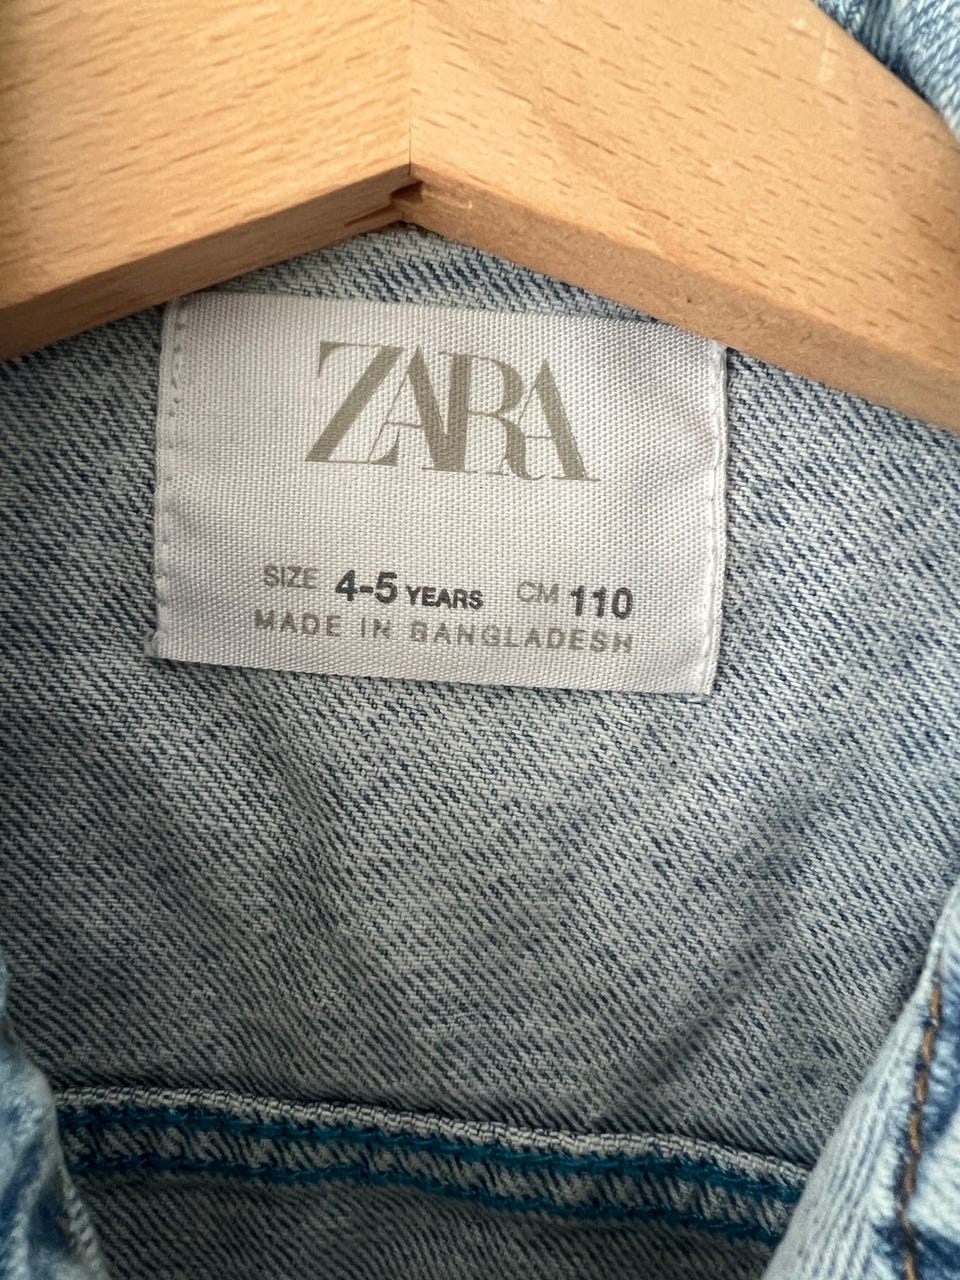 ZARA
SIZE 4-5 YEARS CM 110
MADE IN BANGLADESH